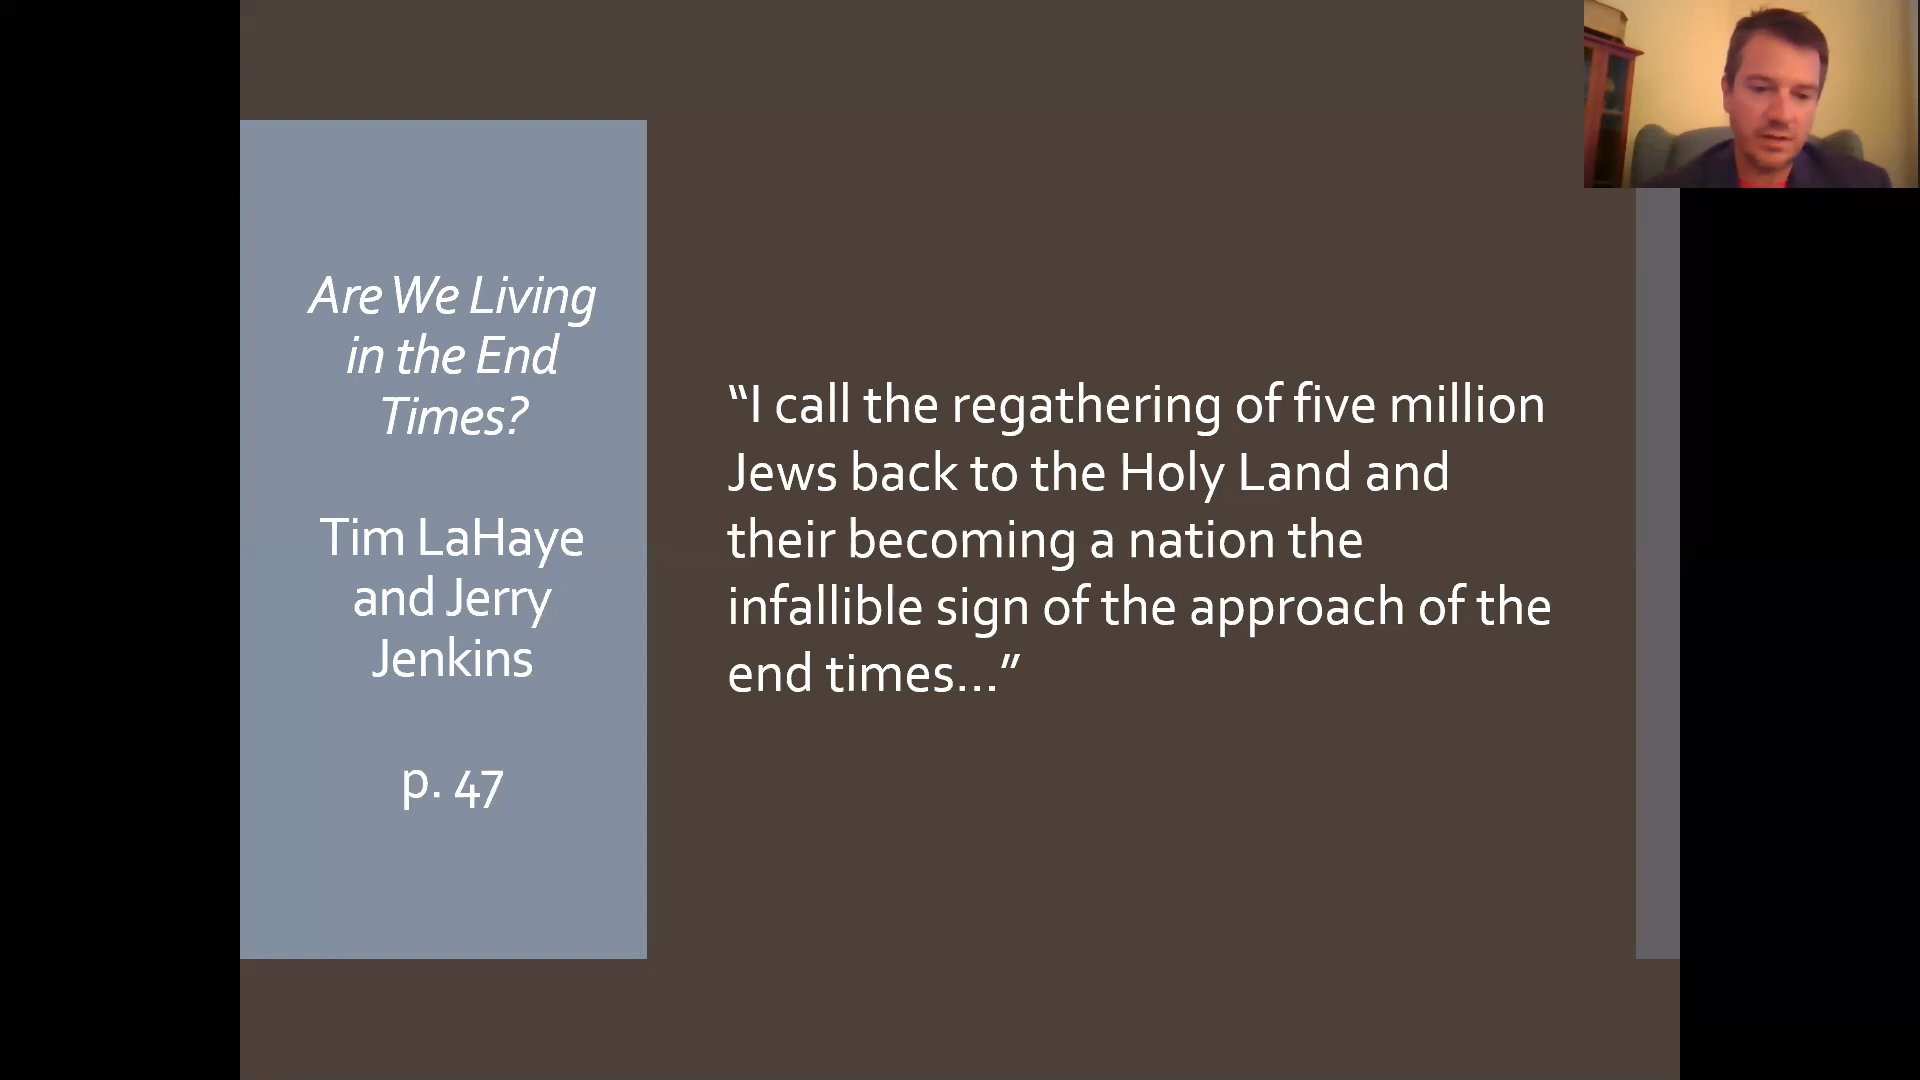 Are We Living
in the End
Times?
Tim LaHaye
and Jerry
Jenkins
p. 47
“I call the regathering of five million
Jews back to the Holy Land and
their becoming a nation the
infallible sign of the approach of the
end times...”